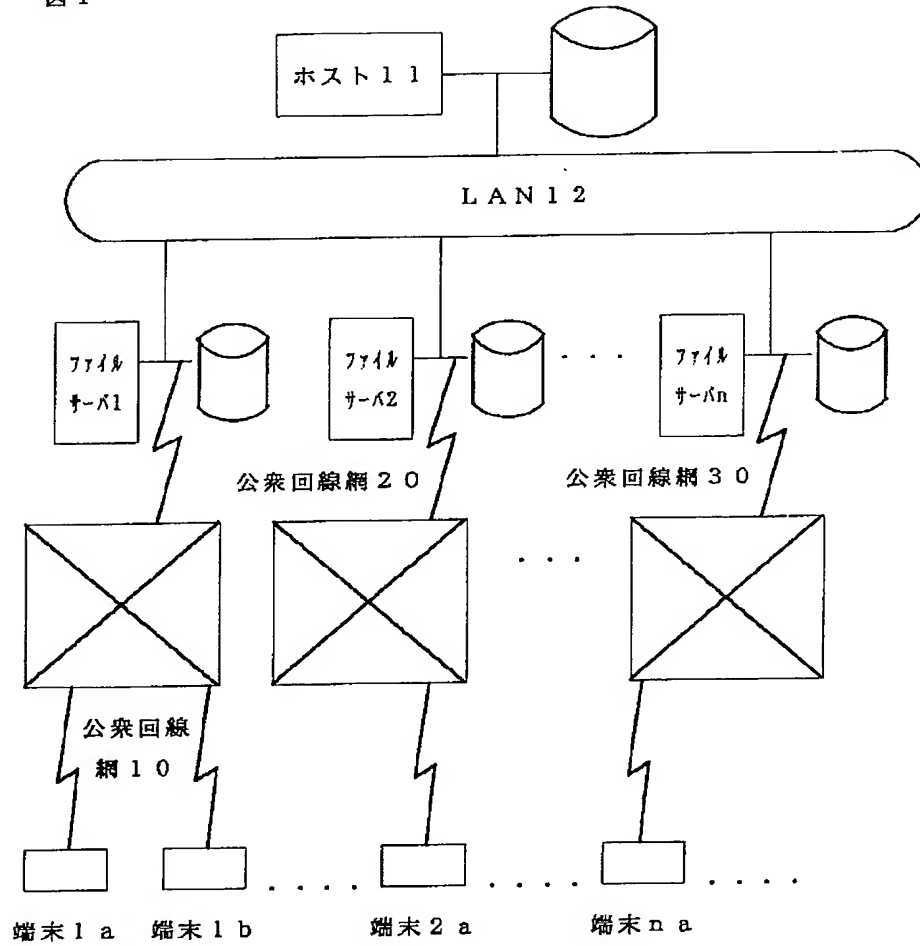 図1
ホスト11
LAN12
ファイル
サーバ1
ファイル
サーバ2
・・・
ファイル
サーバn
公衆回線網20
公衆回線網30
・・・
公衆回線
網10
・・・・
・・・・
・・・・
端末1a
端末1b
端末2a
端末na